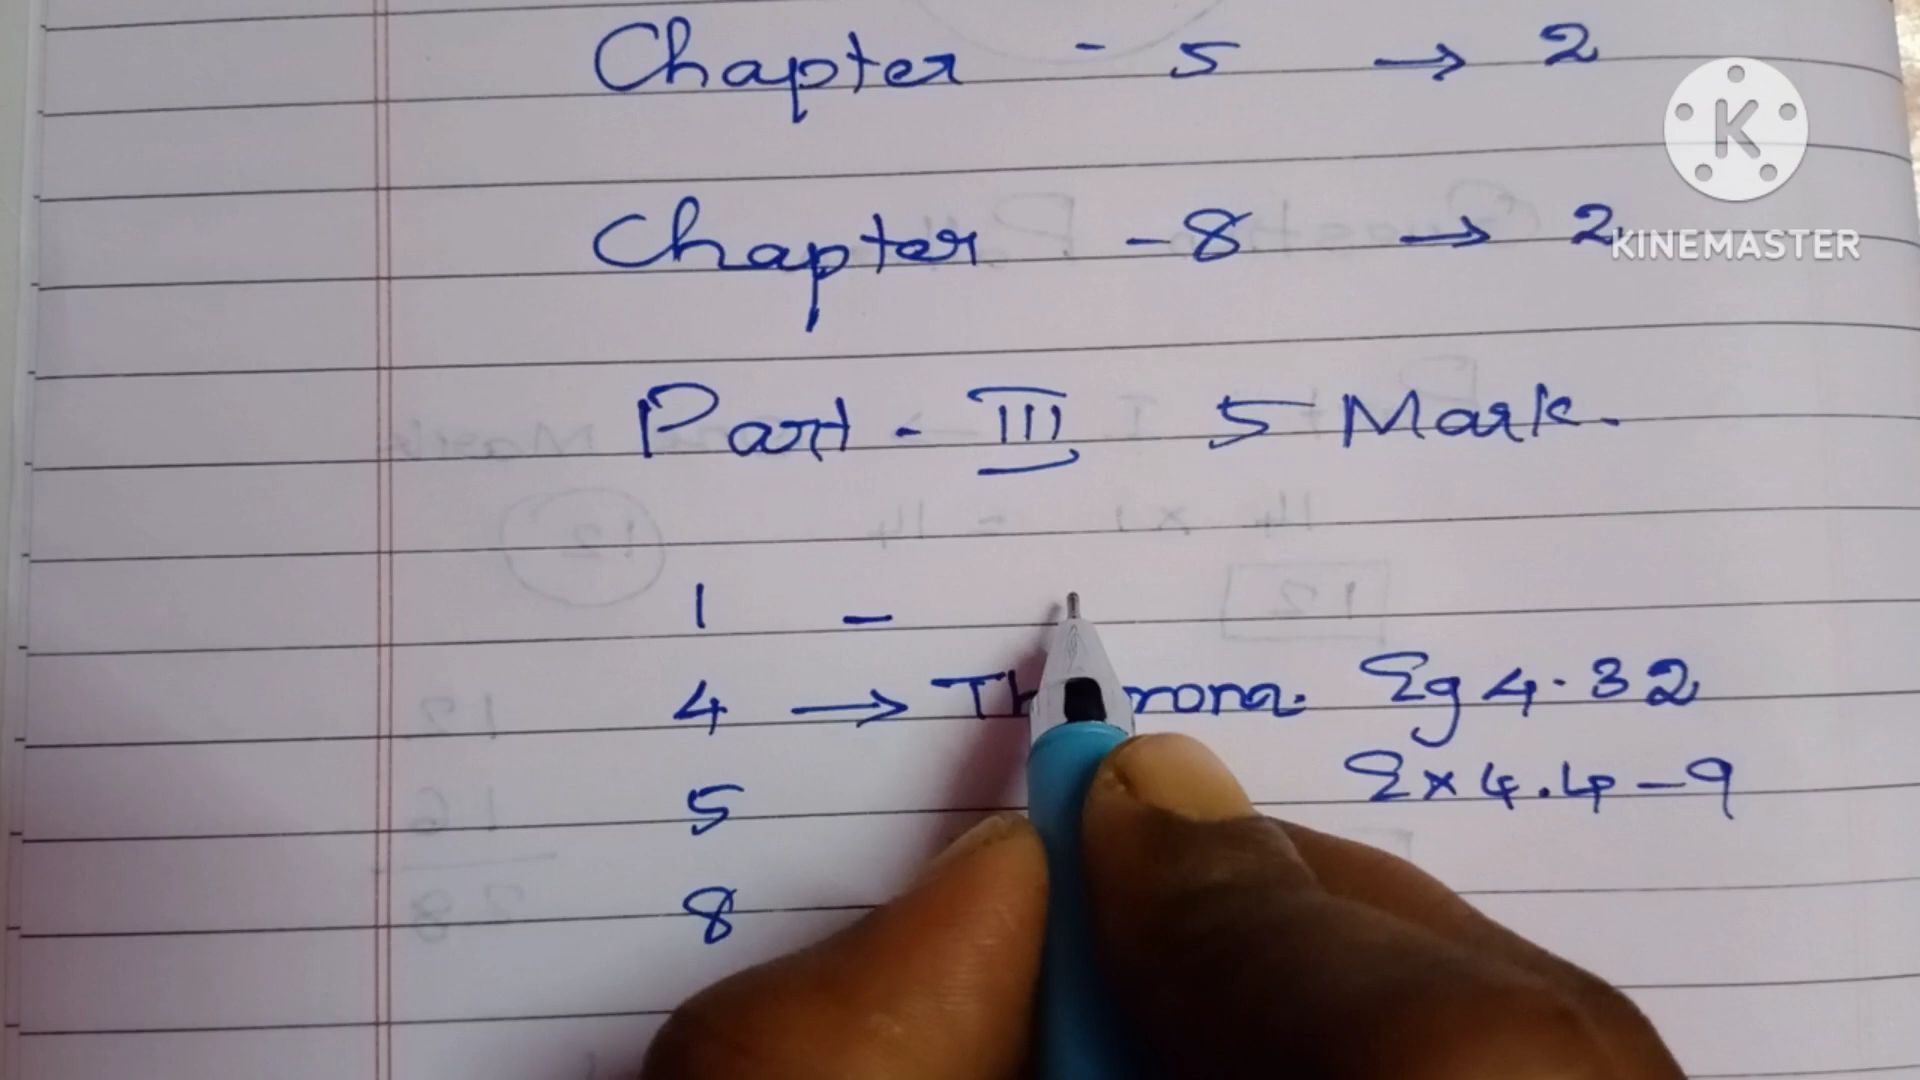 Chapter - 5 → 2
Chapter - 8 → 2
KINEMASTER
Part - III 5 Mark.
1 -
4 → Eg 4.32
5 Ex 4.4 - 9
8